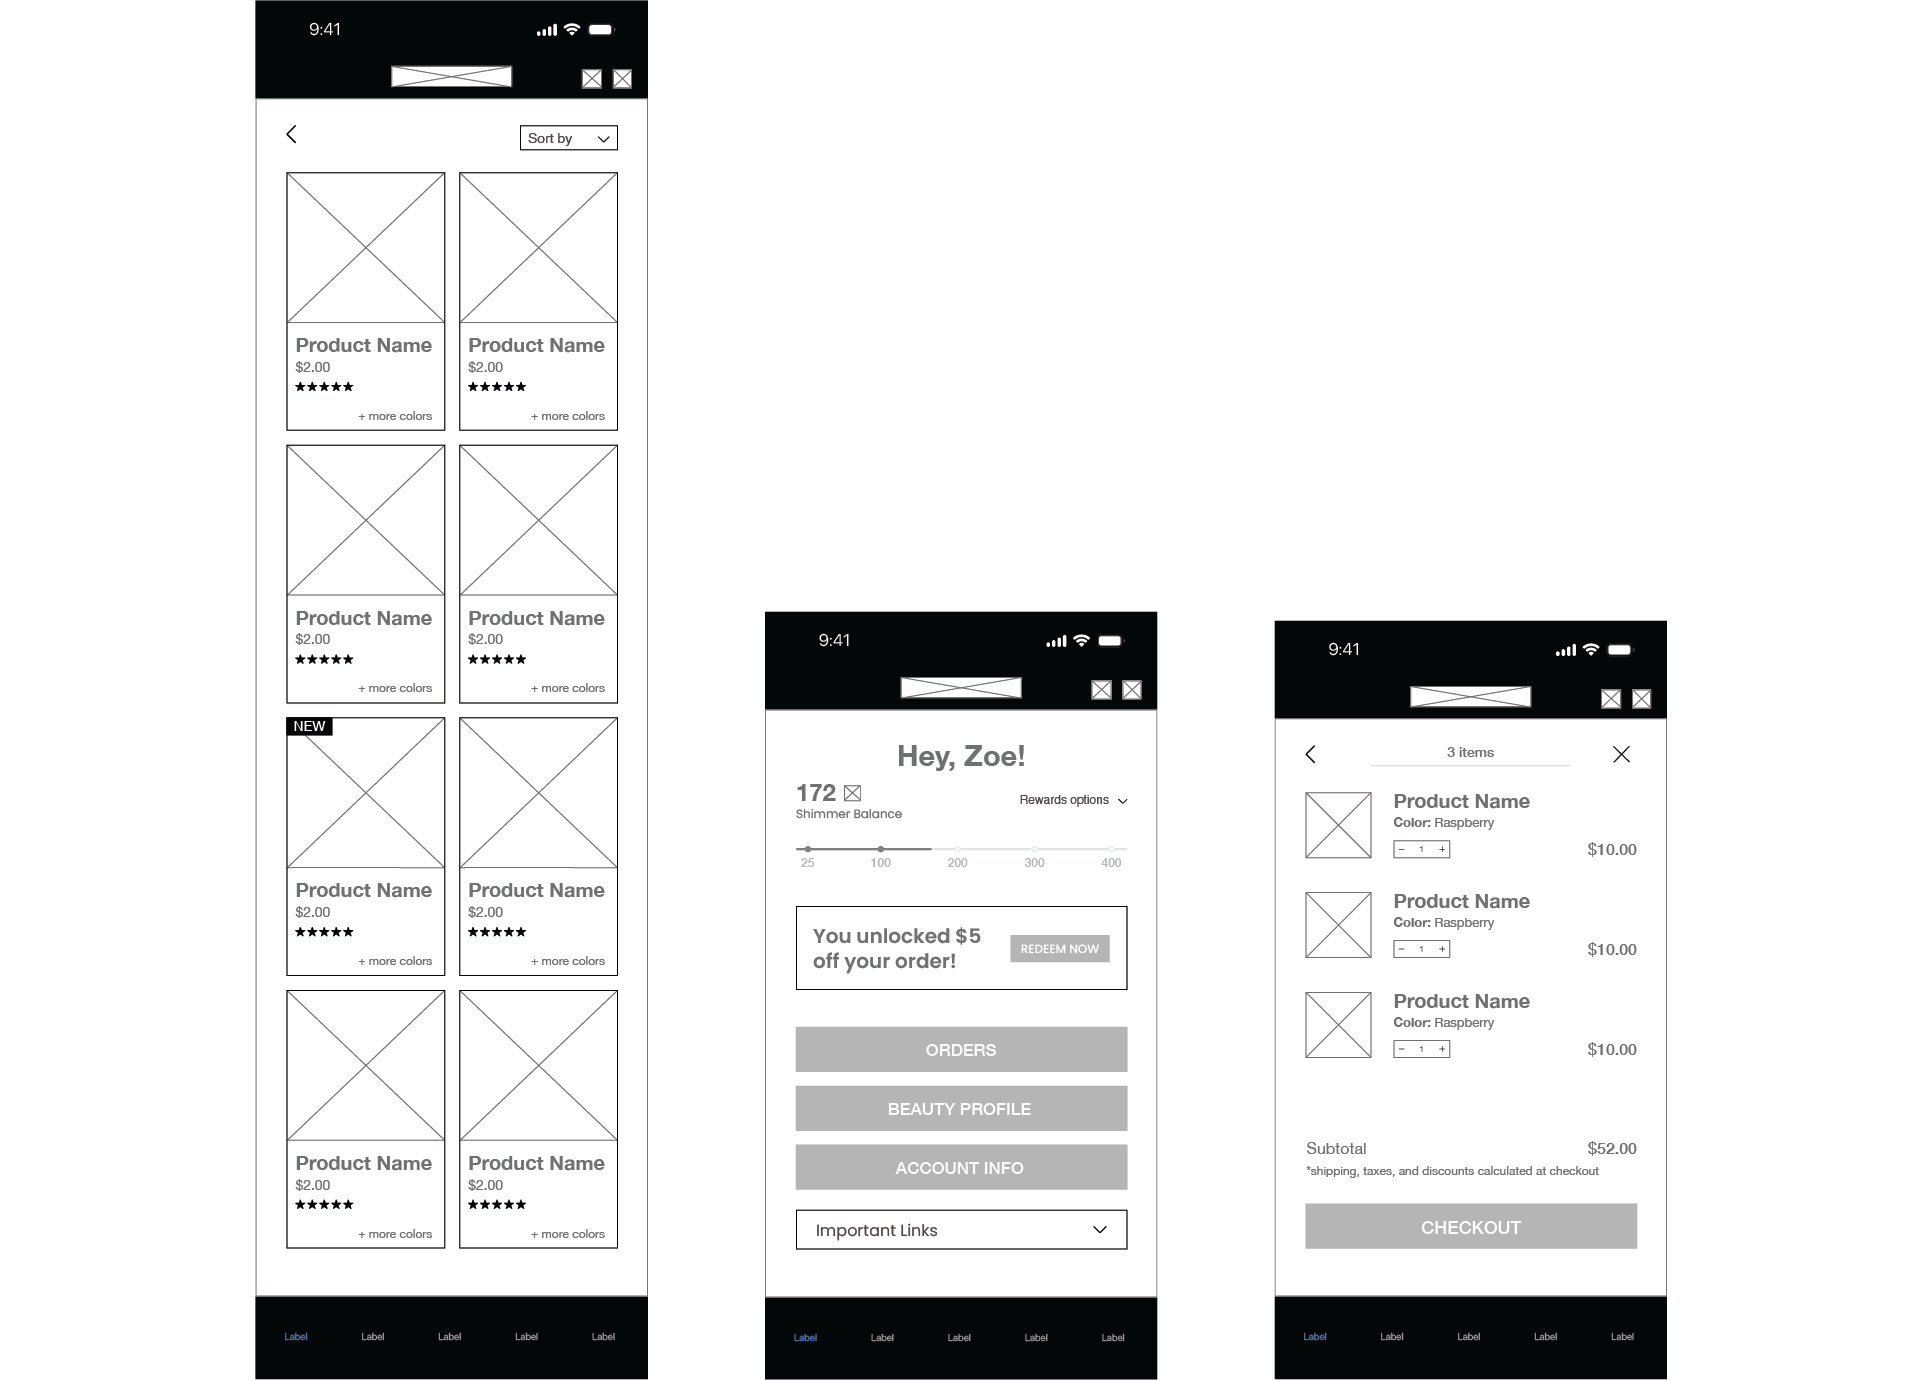 9:41
Sort by
Product Name Product Name
$2.00 $2.00
★★★★★ ★★★★★
+ more colors + more colors
Product Name Product Name
$2.00 $2.00
★★★★★ ★★★★★
+ more colors + more colors
NEW
Product Name Product Name
$2.00 $2.00
★★★★★ ★★★★★
+ more colors + more colors
Product Name Product Name
$2.00 $2.00
★★★★★ ★★★★★
+ more colors + more colors
Label Label Label Label Label
9:41
Hey, Zoe!
172
Rewards options
Shimmer Balance
25 100 200 300 400
You unlocked $5
off your order!
REDEEM NOW
ORDERS
BEAUTY PROFILE
ACCOUNT INFO
Important Links
Label Label Label Label Label
9:41
3 items
Product Name
Color: Raspberry
− 1 + $10.00
Product Name
Color: Raspberry
− 1 + $10.00
Product Name
Color: Raspberry
− 1 + $10.00
Subtotal $52.00
*shipping, taxes, and discounts calculated at checkout
CHECKOUT
Label Label Label Label Label